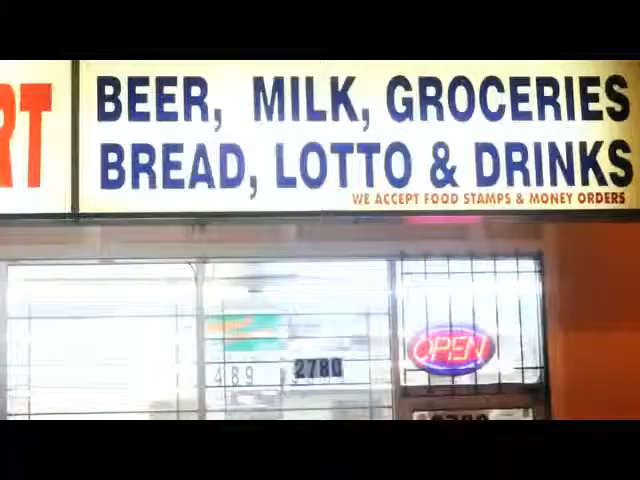 RT
BEER, MILK, GROCERIES
BREAD, LOTTO & DRINKS
WE ACCEPT FOOD STAMPS & MONEY ORDERS
OPEN
2780
489